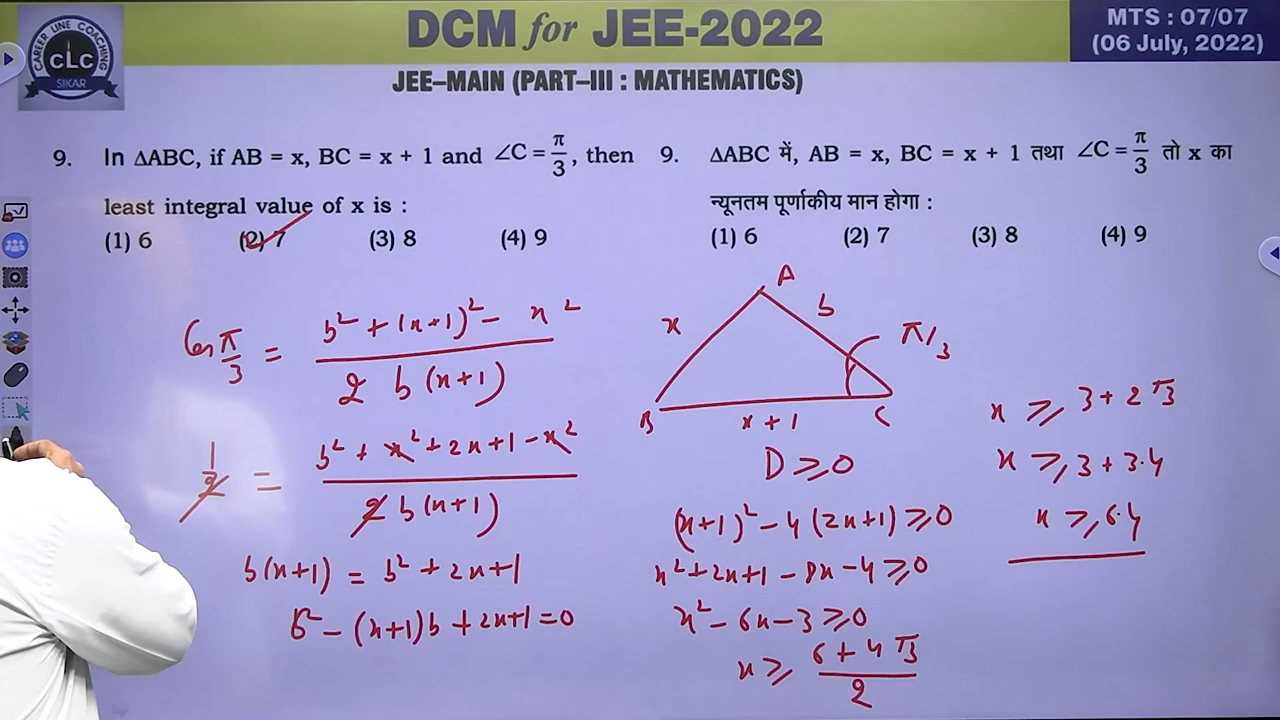 DCM for JEE-2022
MTS : 07/07
(06 July, 2022)
CAREER LINE COACHING
CLC
SIKAR
JEE–MAIN (PART–III : MATHEMATICS)
9. In ΔABC, if AB = x, BC = x + 1 and ∠C = π/3, then
least integral value of x is :
(1) 6 (2) 7 (3) 8 (4) 9
9. ΔABC में, AB = x, BC = x + 1 तथा ∠C = π/3 तो x का
न्यूनतम पूर्णाकीय मान होगा :
(1) 6 (2) 7 (3) 8 (4) 9
Cos π/3 = (b² + (x+1)² - x²) / (2 b (x+1))
1/2 = (b² + x² + 2x + 1 - x²) / (2 b (x+1))
b(x+1) = b² + 2x+1
b² - (x+1)b + 2x+1 = 0
A
x
b
π/3
B
x + 1
C
D ≥ 0
(x+1)² - 4 (2x+1) ≥ 0
x² + 2x + 1 - 8x - 4 ≥ 0
x² - 6x - 3 ≥ 0
x ≥ (6 + 4√3) / 2
x ≥ 3 + 2√3
x ≥ 3 + 3.4
x ≥ 6.4